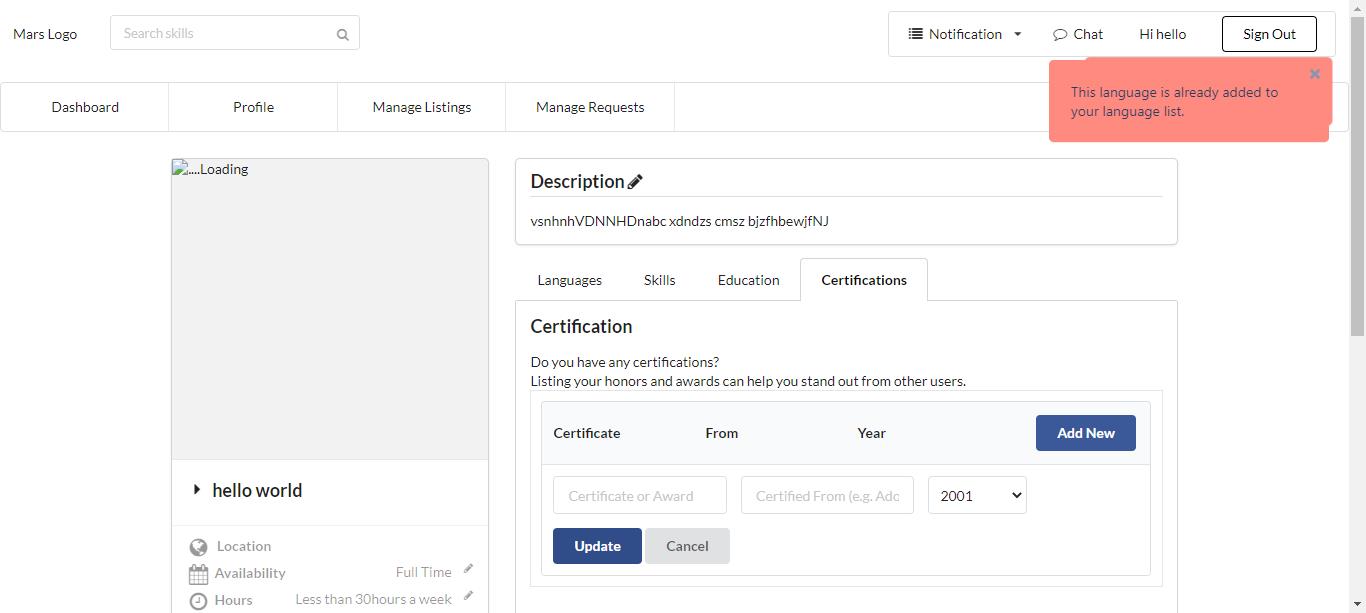 Mars Logo
Search skills
Notification
Chat
Hi hello
Sign Out
This language is already added to
your language list.
Dashboard
Profile
Manage Listings
Manage Requests
....Loading
Description
vsnhnhVDNNHDnabc xdndzs cmsz bjzfhbewjfNJ
Languages
Skills
Education
Certifications
Certification
Do you have any certifications?
Listing your honors and awards can help you stand out from other users.
Certificate
From
Year
Add New
Certificate or Award
Certified From (e.g. Adc
2001
Update
Cancel
hello world
Location
Availability
Full Time
Hours
Less than 30hours a week